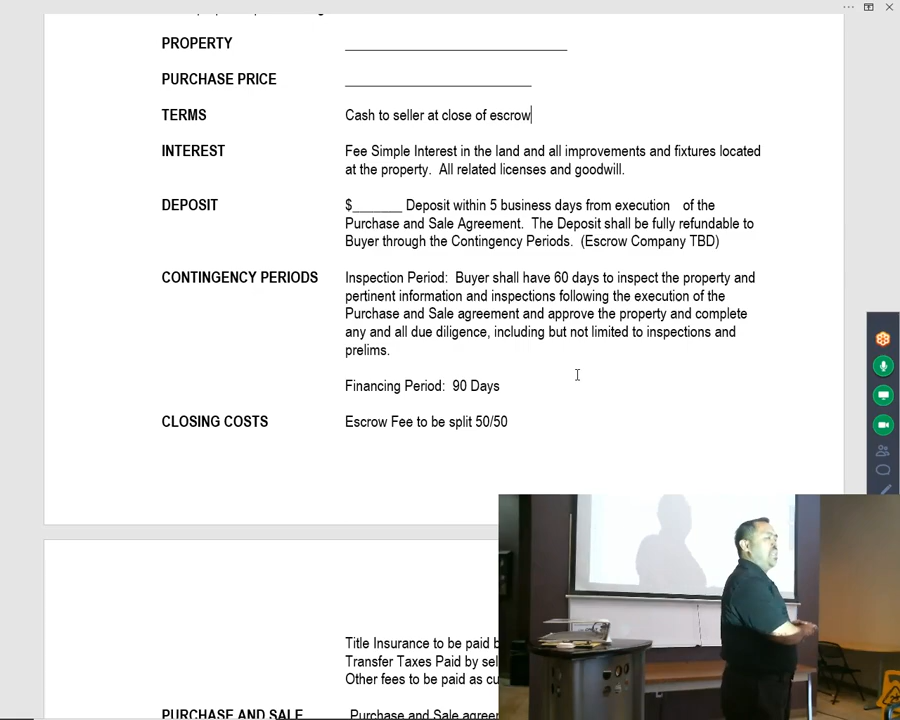 PROPERTY
PURCHASE PRICE
TERMS Cash to seller at close of escrow
INTEREST Fee Simple Interest in the land and all improvements and fixtures located
at the property. All related licenses and goodwill.
DEPOSIT $_______ Deposit within 5 business days from execution of the
Purchase and Sale Agreement. The Deposit shall be fully refundable to
Buyer through the Contingency Periods. (Escrow Company TBD)
CONTINGENCY PERIODS Inspection Period: Buyer shall have 60 days to inspect the property and
pertinent information and inspections following the execution of the
Purchase and Sale agreement and approve the property and complete
any and all due diligence, including but not limited to inspections and
prelims.
Financing Period: 90 Days
CLOSING COSTS Escrow Fee to be split 50/50
Title Insurance to be paid
Transfer Taxes Paid by
Other fees to be paid as
PURCHASE AND SALE Purchase and Sale